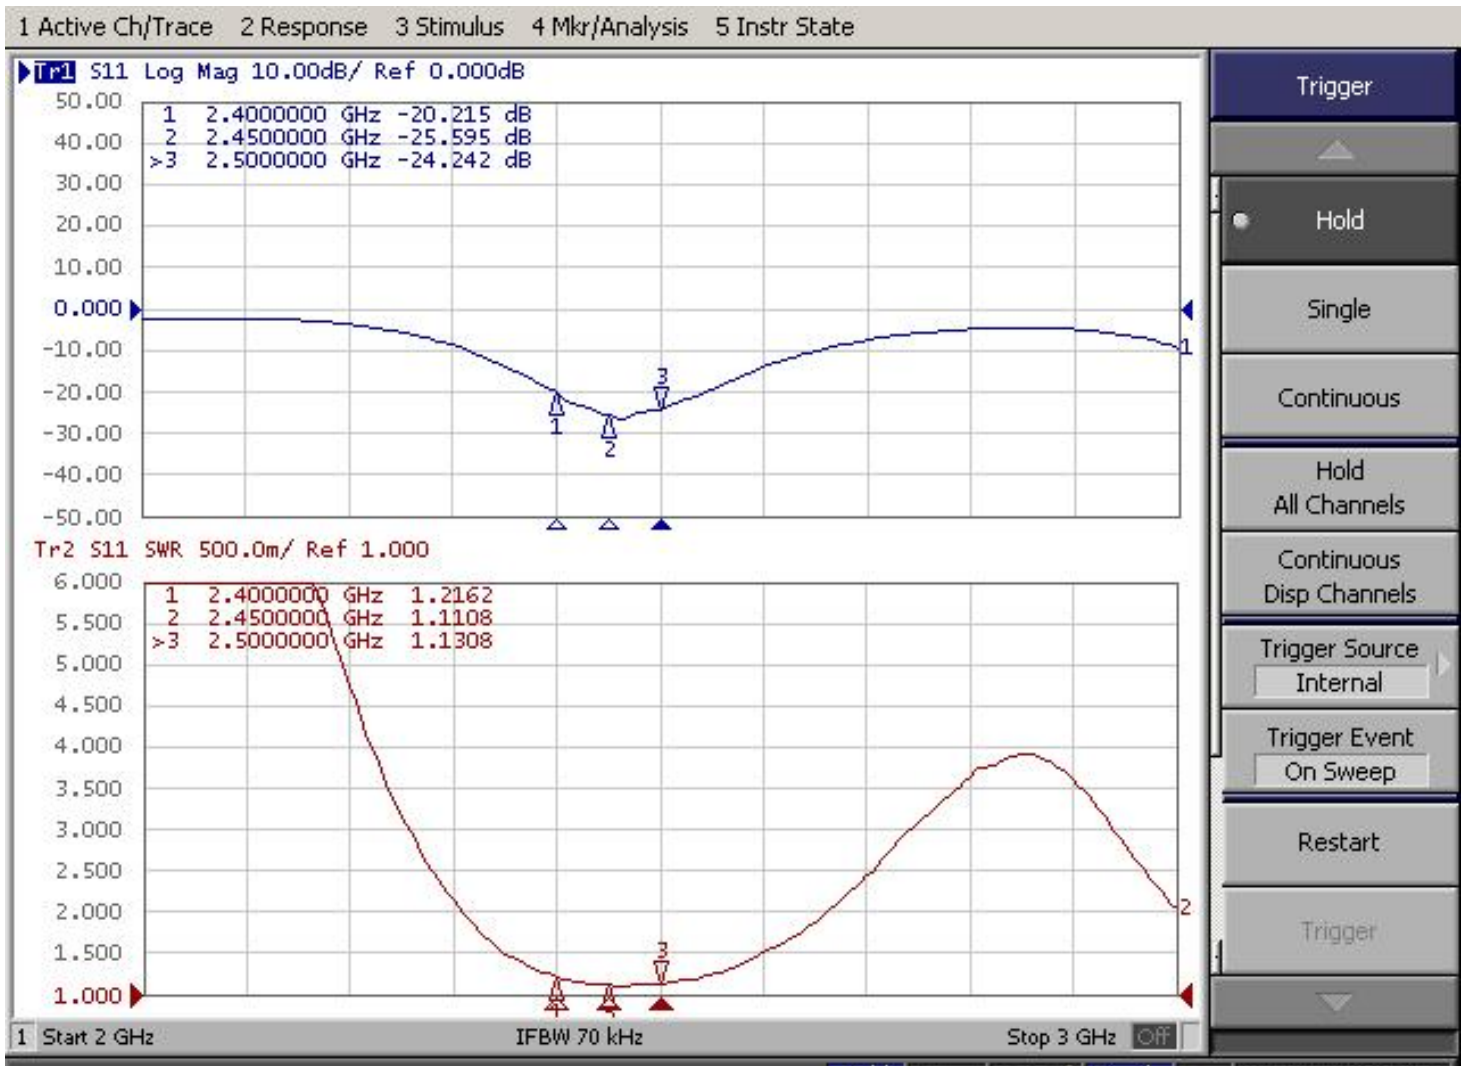 1 Active Ch/Trace 2 Response 3 Stimulus 4 Mkr/Analysis 5 Instr State
Tr1 S11 Log Mag 10.00dB/ Ref 0.000dB
50.00
40.00
30.00
20.00
10.00
0.000
-10.00
-20.00
-30.00
-40.00
-50.00
1 2.4000000 GHz -20.215 dB
2 2.4500000 GHz -25.595 dB
>3 2.5000000 GHz -24.242 dB
1
2
3
1
Tr2 S11 SWR 500.0m/ Ref 1.000
6.000
5.500
5.000
4.500
4.000
3.500
3.000
2.500
2.000
1.500
1.000
1 2.4000000 GHz 1.2162
2 2.4500000 GHz 1.1108
>3 2.5000000 GHz 1.1308
3
2
1 Start 2 GHz IFBW 70 kHz Stop 3 GHz Off
Trigger
Hold
Single
Continuous
Hold
All Channels
Continuous
Disp Channels
Trigger Source
Internal
Trigger Event
On Sweep
Restart
Trigger